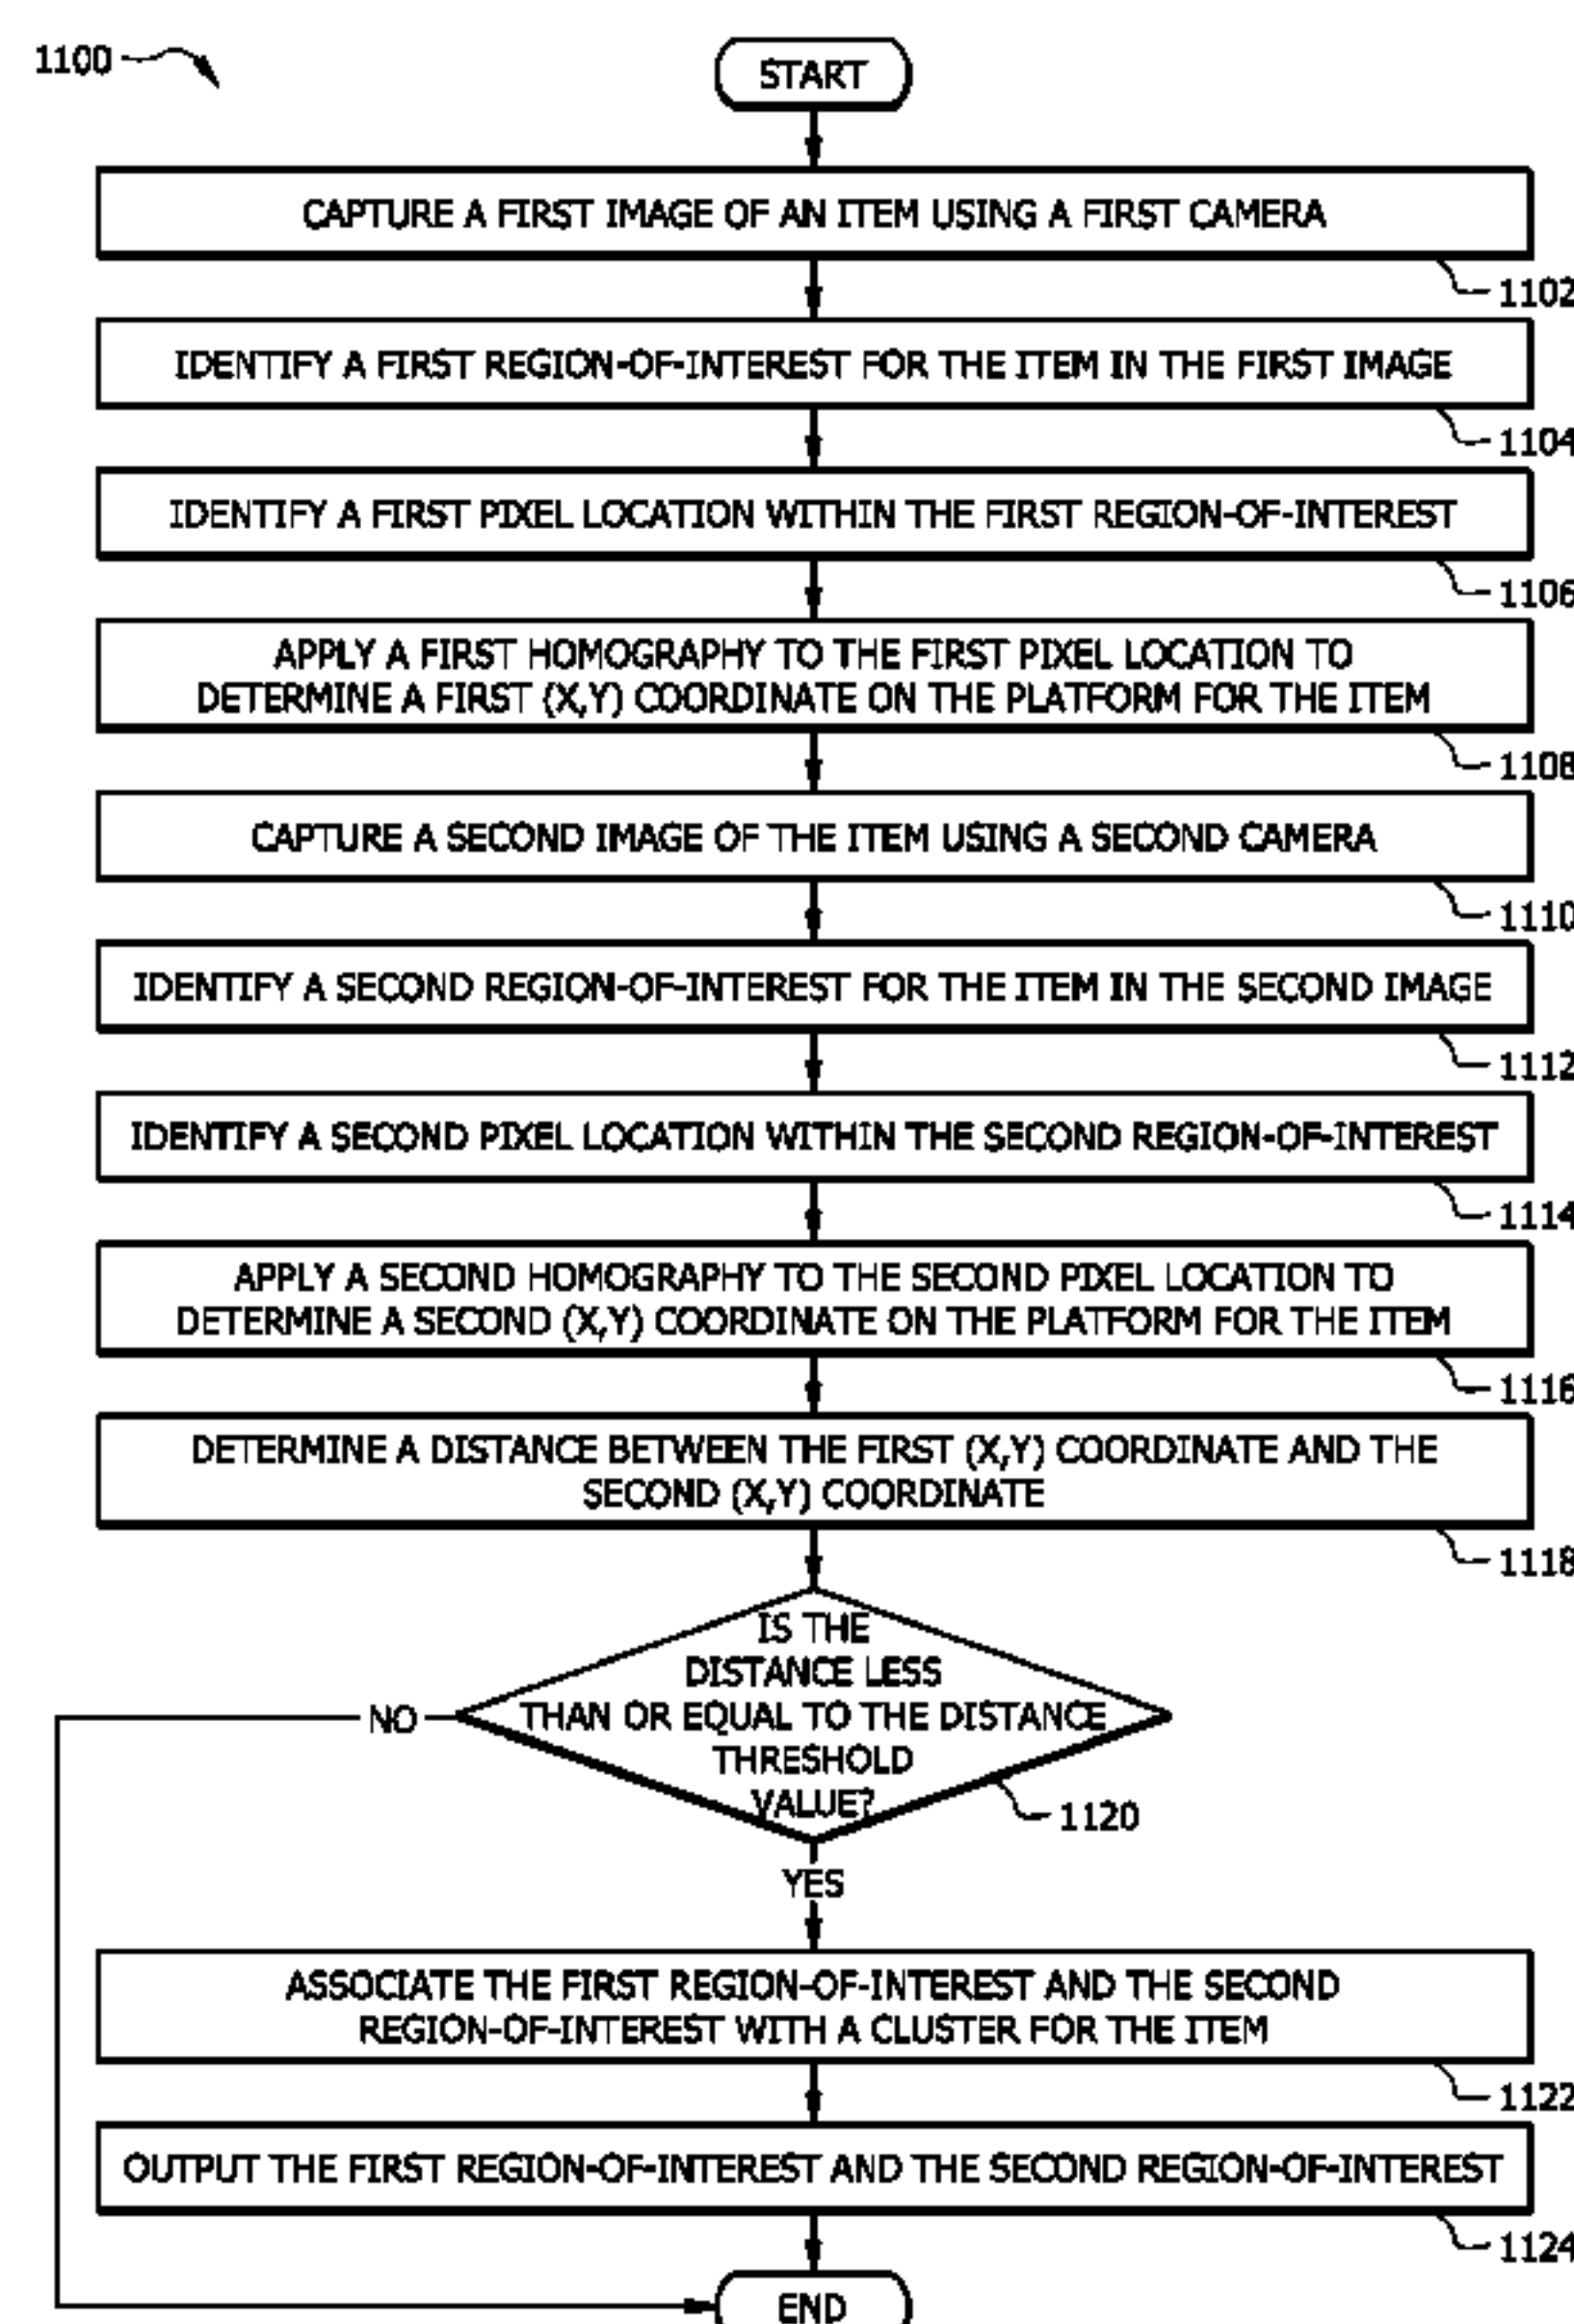 1100
START
CAPTURE A FIRST IMAGE OF AN ITEM USING A FIRST CAMERA
1102
IDENTIFY A FIRST REGION-OF-INTEREST FOR THE ITEM IN THE FIRST IMAGE
1104
IDENTIFY A FIRST PIXEL LOCATION WITHIN THE FIRST REGION-OF-INTEREST
1106
APPLY A FIRST HOMOGRAPHY TO THE FIRST PIXEL LOCATION TO
DETERMINE A FIRST (X,Y) COORDINATE ON THE PLATFORM FOR THE ITEM
1108
CAPTURE A SECOND IMAGE OF THE ITEM USING A SECOND CAMERA
1110
IDENTIFY A SECOND REGION-OF-INTEREST FOR THE ITEM IN THE SECOND IMAGE
1112
IDENTIFY A SECOND PIXEL LOCATION WITHIN THE SECOND REGION-OF-INTEREST
1114
APPLY A SECOND HOMOGRAPHY TO THE SECOND PIXEL LOCATION TO
DETERMINE A SECOND (X,Y) COORDINATE ON THE PLATFORM FOR THE ITEM
1116
DETERMINE A DISTANCE BETWEEN THE FIRST (X,Y) COORDINATE AND THE
SECOND (X,Y) COORDINATE
1118
IS THE
DISTANCE LESS
THAN OR EQUAL TO THE DISTANCE
THRESHOLD
VALUE?
NO
1120
YES
ASSOCIATE THE FIRST REGION-OF-INTEREST AND THE SECOND
REGION-OF-INTEREST WITH A CLUSTER FOR THE ITEM
1122
OUTPUT THE FIRST REGION-OF-INTEREST AND THE SECOND REGION-OF-INTEREST
1124
END